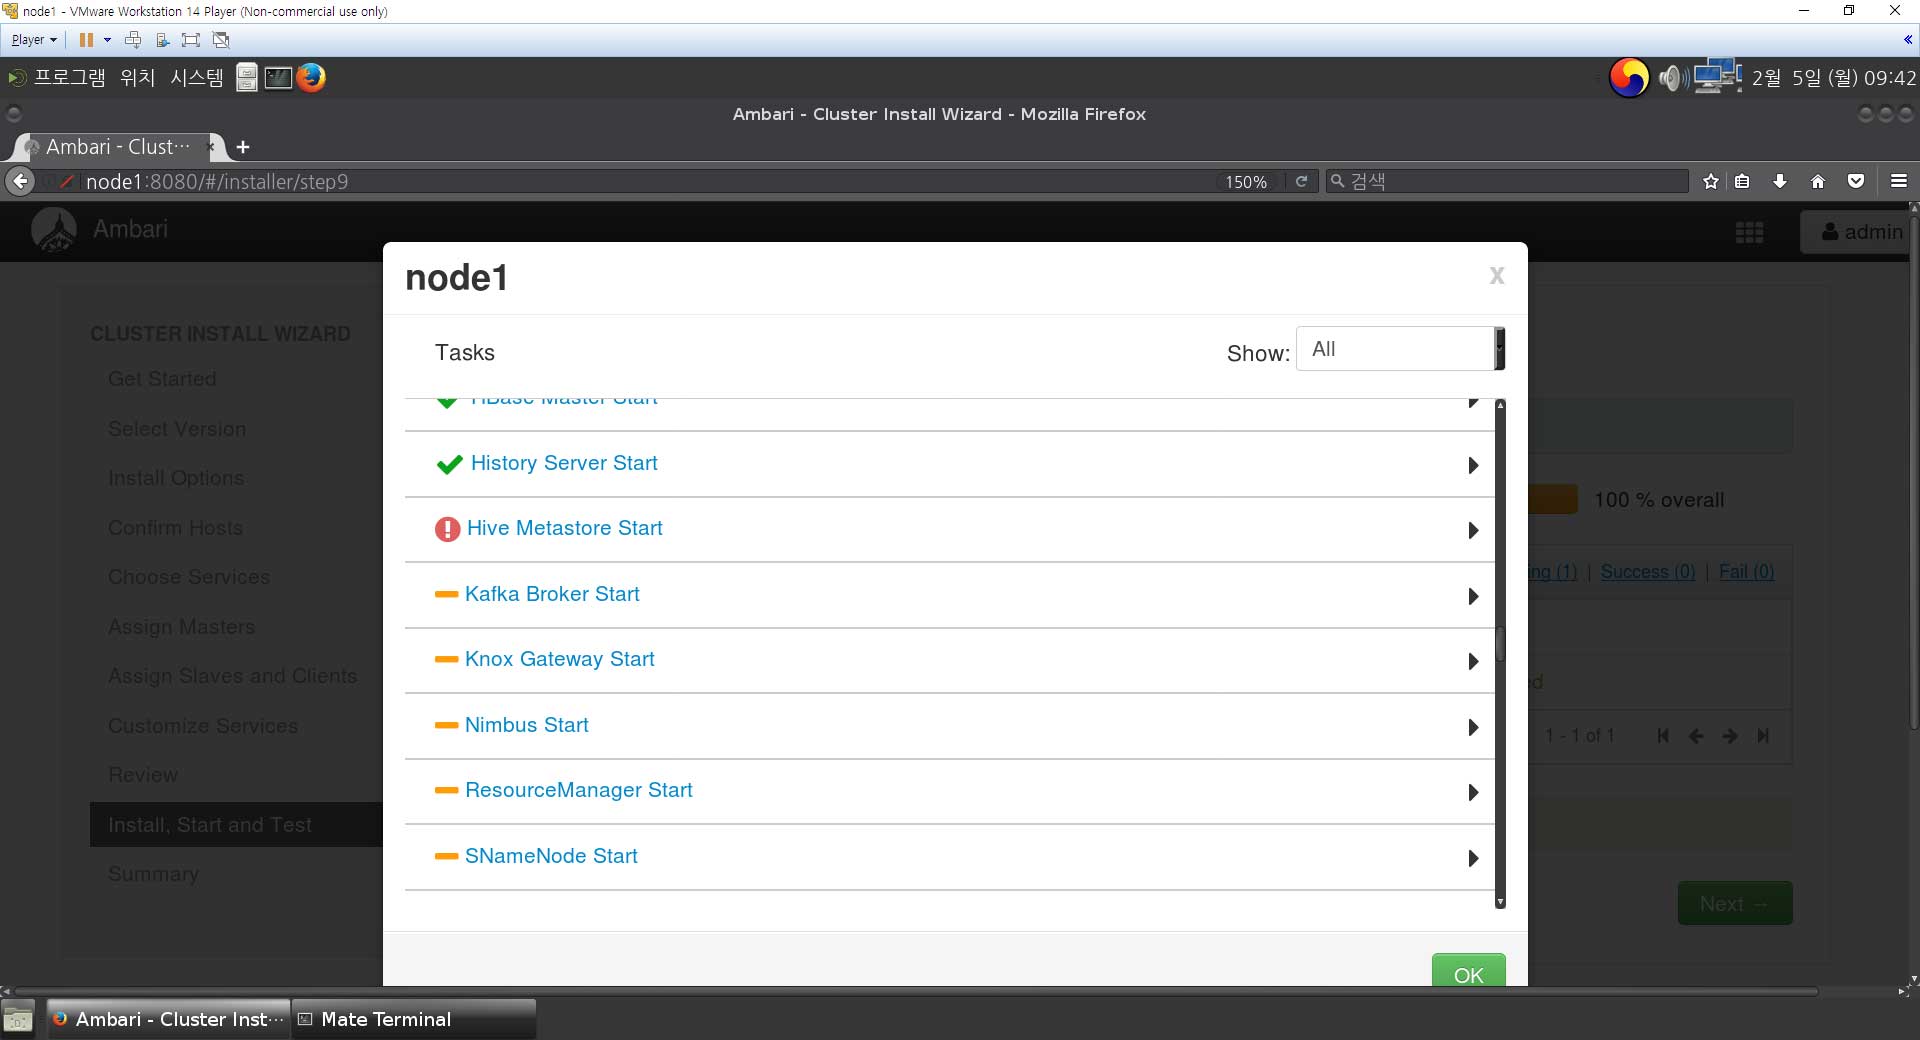 node1 - VMware Workstation 14 Player (Non-commercial use only)
Player
프로그램 위치 시스템
2월 5일 (월) 09:42
Ambari - Cluster Install Wizard - Mozilla Firefox
Ambari - Clust···
node1:8080/#/installer/step9
150%
검색
Ambari
admin
node1
x
CLUSTER INSTALL WIZARD
Get Started
Select Version
Install Options
Confirm Hosts
Choose Services
Assign Masters
Assign Slaves and Clients
Customize Services
Review
Install, Start and Test
Summary
Tasks
Show: All
HBase Master Start
History Server Start
Hive Metastore Start
Kafka Broker Start
Knox Gateway Start
Nimbus Start
ResourceManager Start
SNameNode Start
OK
100 % overall
ing (1) | Success (0) | Fail (0)
ed
1 - 1 of 1
Next →
Ambari - Cluster Inst···
Mate Terminal